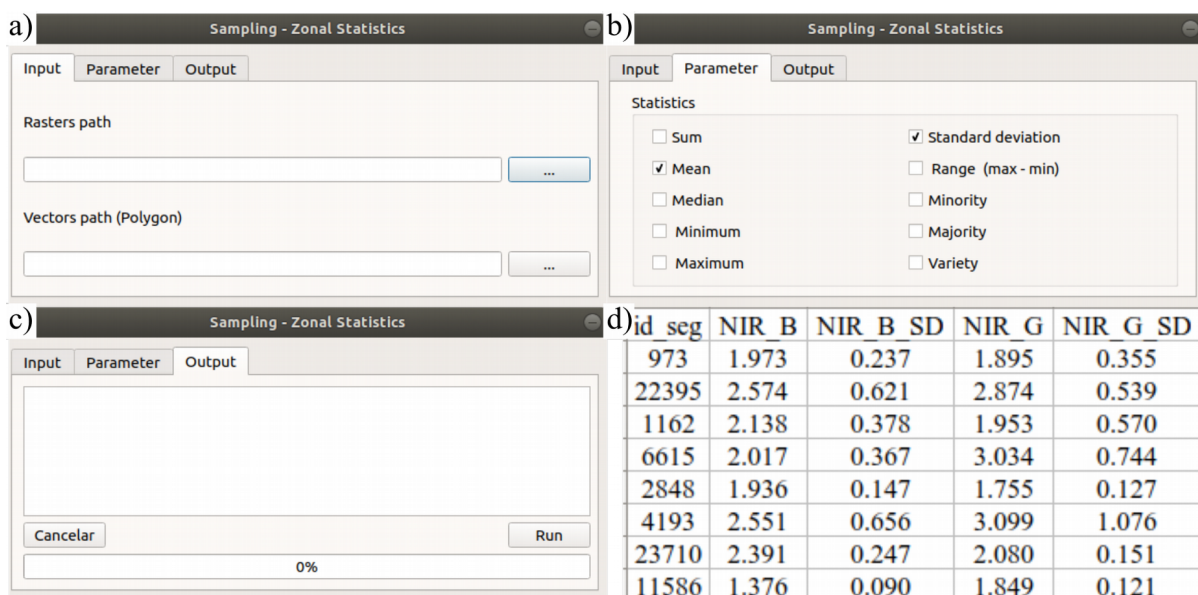 a) Sampling - Zonal Statistics
Input Parameter Output
Rasters path
...
Vectors path (Polygon)
...
b) Sampling - Zonal Statistics
Input Parameter Output
Statistics
Sum Standard deviation
Mean Range (max - min)
Median Minority
Minimum Majority
Maximum Variety
c) Sampling - Zonal Statistics
Input Parameter Output
Cancelar Run
0%
d) id_seg NIR_B NIR_B_SD NIR_G NIR_G_SD
973 1.973 0.237 1.895 0.355
22395 2.574 0.621 2.874 0.539
1162 2.138 0.378 1.953 0.570
6615 2.017 0.367 3.034 0.744
2848 1.936 0.147 1.755 0.127
4193 2.551 0.656 3.099 1.076
23710 2.391 0.247 2.080 0.151
11586 1.376 0.090 1.849 0.121